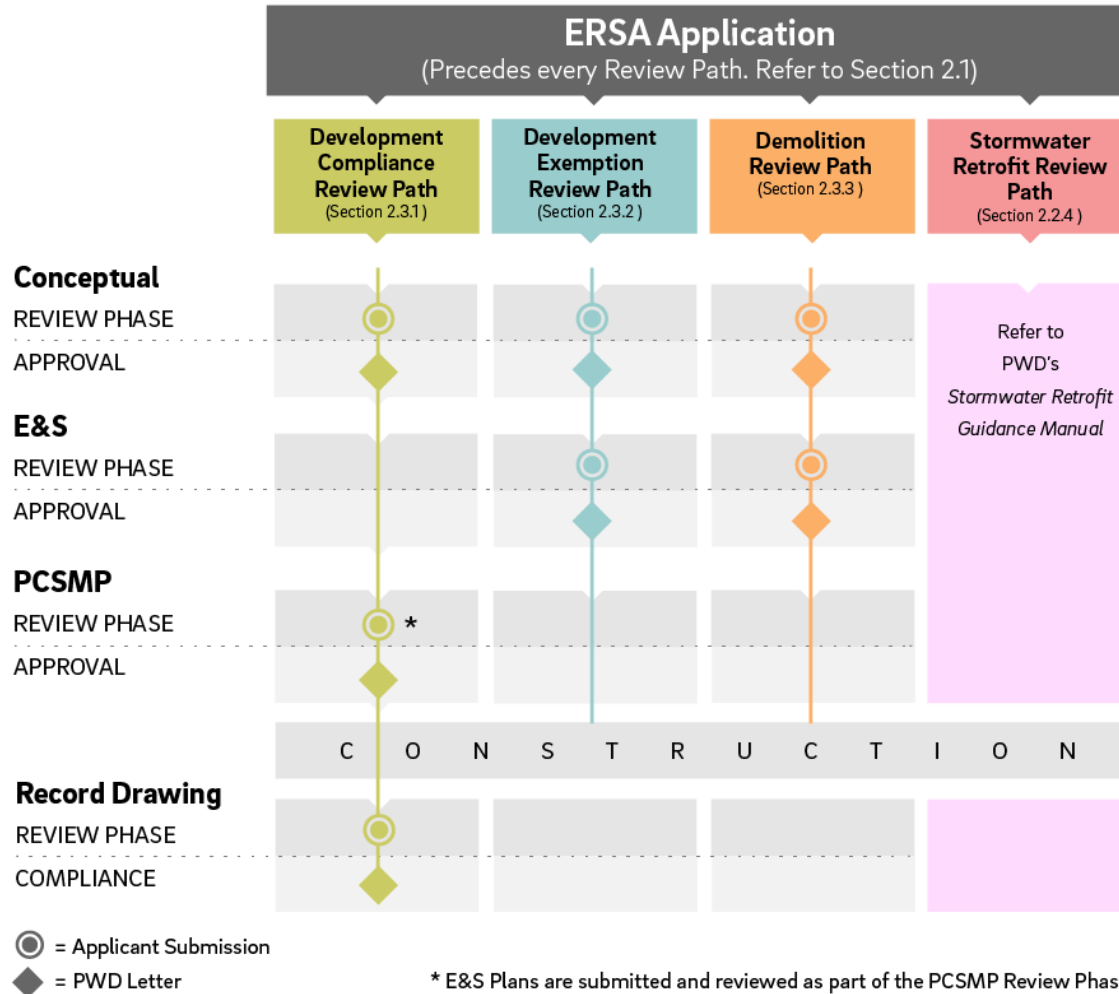 ERSA Application
(Precedes every Review Path. Refer to Section 2.1)
Development
Compliance
Review Path
(Section 2.3.1 )
Development
Exemption
Review Path
(Section 2.3.2 )
Demolition
Review Path
(Section 2.3.3 )
Stormwater
Retrofit Review
Path
(Section 2.2.4 )
Conceptual
REVIEW PHASE
APPROVAL
Refer to
PWD's
Stormwater Retrofit
Guidance Manual
E&S
REVIEW PHASE
APPROVAL
PCSMP
REVIEW PHASE
*
APPROVAL
C O N S T R U C T I O N
Record Drawing
REVIEW PHASE
COMPLIANCE
= Applicant Submission
= PWD Letter
* E&S Plans are submitted and reviewed as part of the PCSMP Review Phas